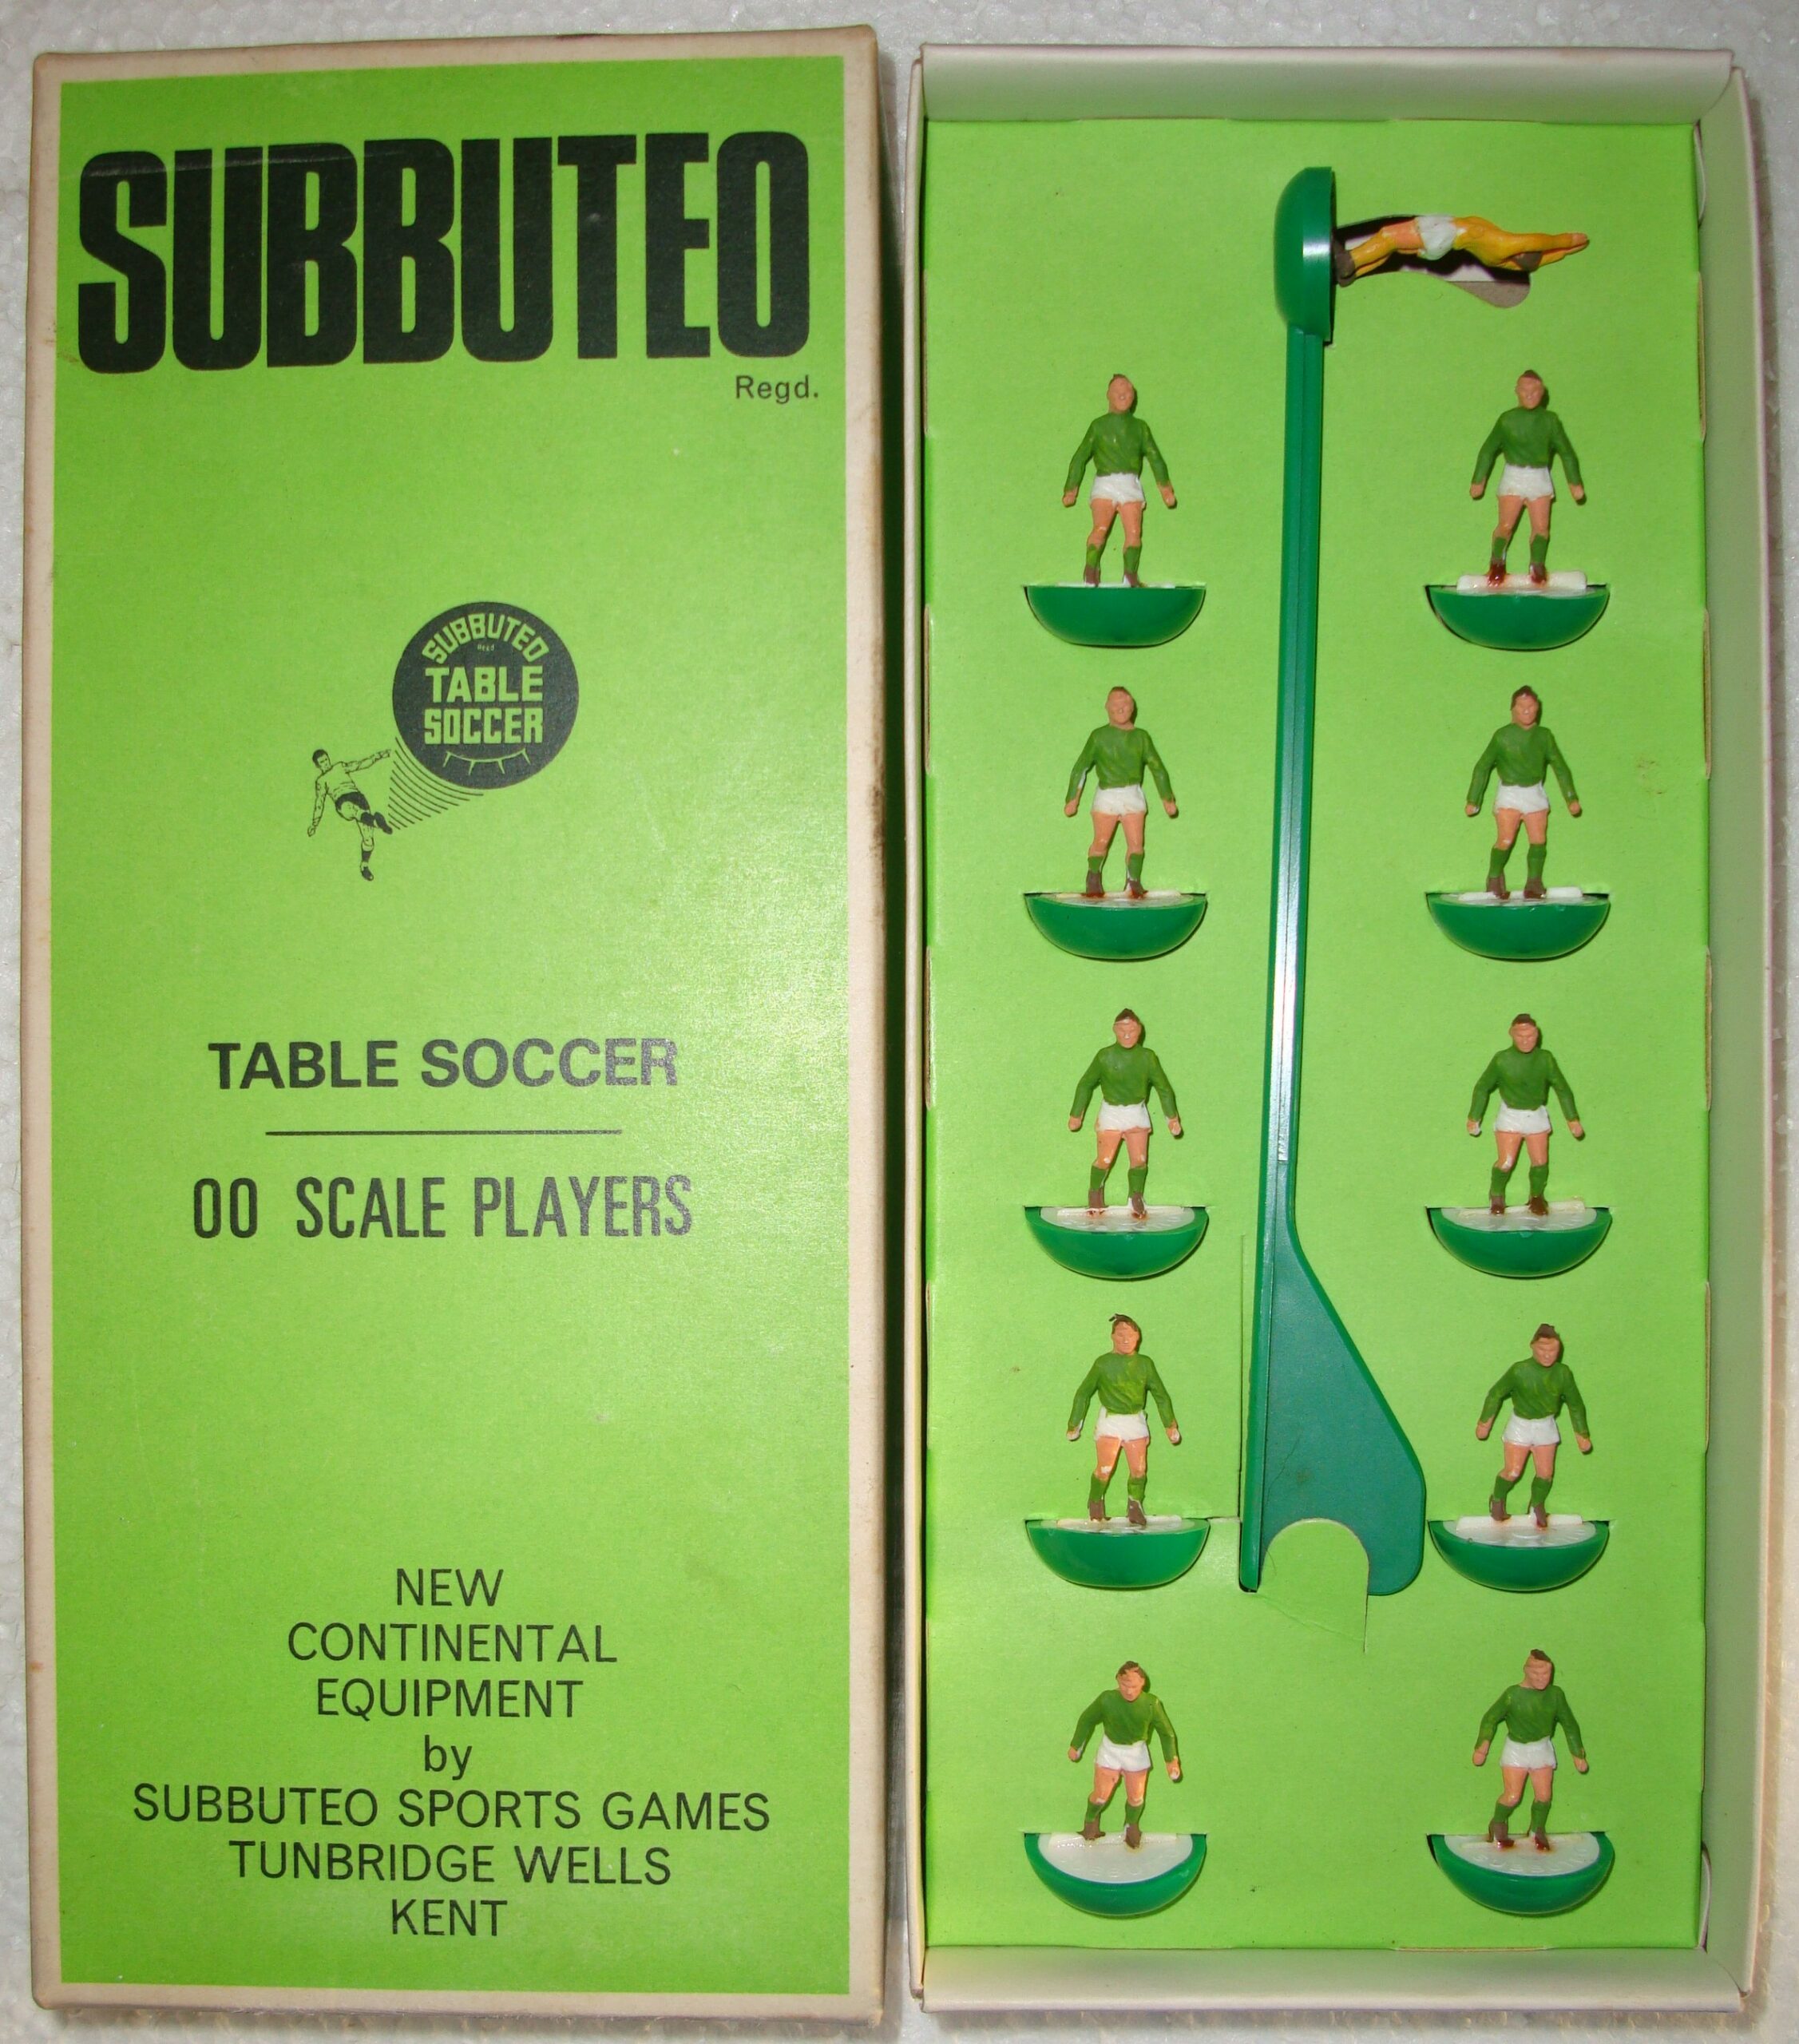 SUBBUTEO
Regd.
SUBBUTEO
REGD
TABLE
SOCCER
TABLE SOCCER
00 SCALE PLAYERS
NEW
CONTINENTAL
EQUIPMENT
by
SUBBUTEO SPORTS GAMES
TUNBRIDGE WELLS
KENT